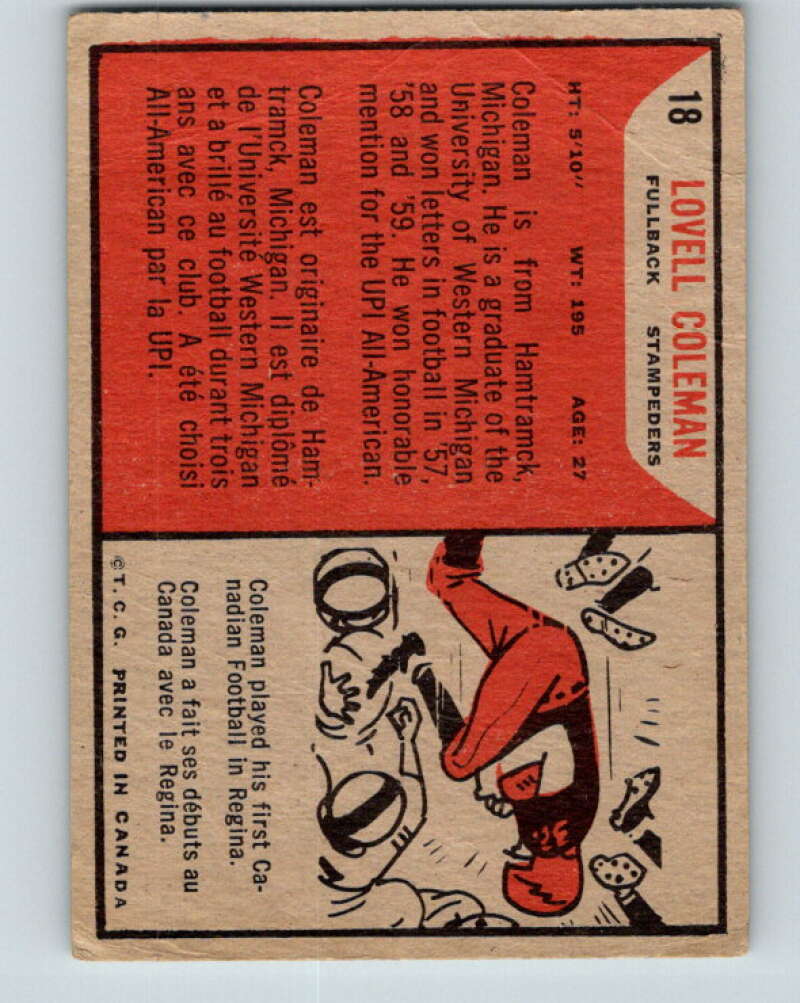 18
LOVELL COLEMAN
FULLBACK STAMPEDERS
HT: 5'10" WT: 195 AGE: 27
Coleman is from Hamtramck,
Michigan. He is a graduate of the
University of Western Michigan
and won letters in football in '57,
'58 and '59. He won honorable
mention for the UPI All-American.
Coleman est originaire de Ham-
tramck, Michigan. Il est diplômé
de l'Université Western Michigan
et a brillé au football durant trois
ans avec ce club. A été choisi
All-American par la UPI.
Coleman played his first Ca-
nadian Football in Regina.
Coleman a fait ses débuts au
Canada avec le Regina.
©T. C. G. PRINTED IN CANADA